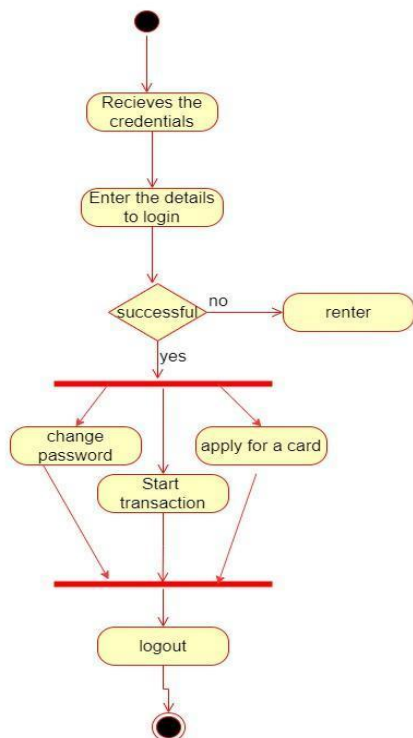 Recieves the
credentials
Enter the details
to login
successful
no
renter
yes
change
password
apply for a card
Start
transaction
logout